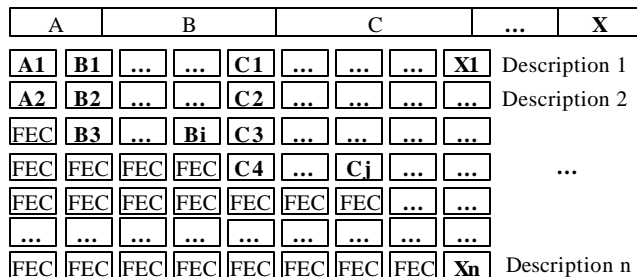 A B C ... X
A1 B1 ... ... C1 ... ... ... X1 Description 1
A2 B2 ... ... C2 ... ... ... ... Description 2
FEC B3 ... Bi C3 ... ... ... ...
FEC FEC FEC FEC C4 ... Cj ... ... ...
FEC FEC FEC FEC FEC FEC FEC ... ...
... ... ... ... ... ... ... ... ...
FEC FEC FEC FEC FEC FEC FEC FEC Xn Description n